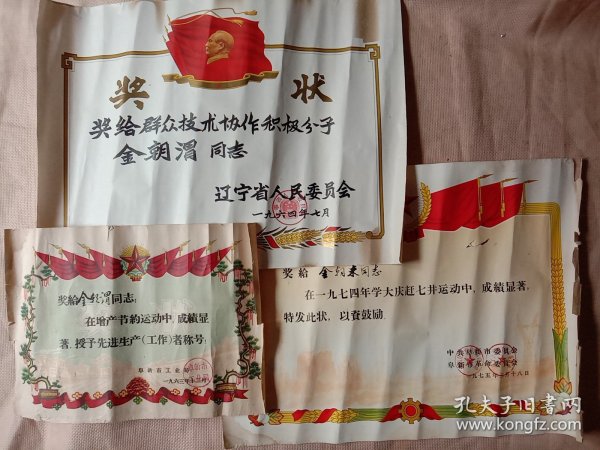 奖状
奖给群众技术协作积极分子
金朝渭同志
辽宁省人民委员会
一九六四年七月
奖给金朝渭同志,
在增产节约运动中,成绩显
著,授予先进生产(工作)者称号;
阜新市工业
一九六三年十
奖给 金朝来同志
在一九七四年学大庆赶七井运动中,成绩显著,
特发此状,以资鼓励.
中共阜新市委员会
阜新市革命委员会
一九七五年 月十八日
孔夫子旧书网
www.kongfz.com